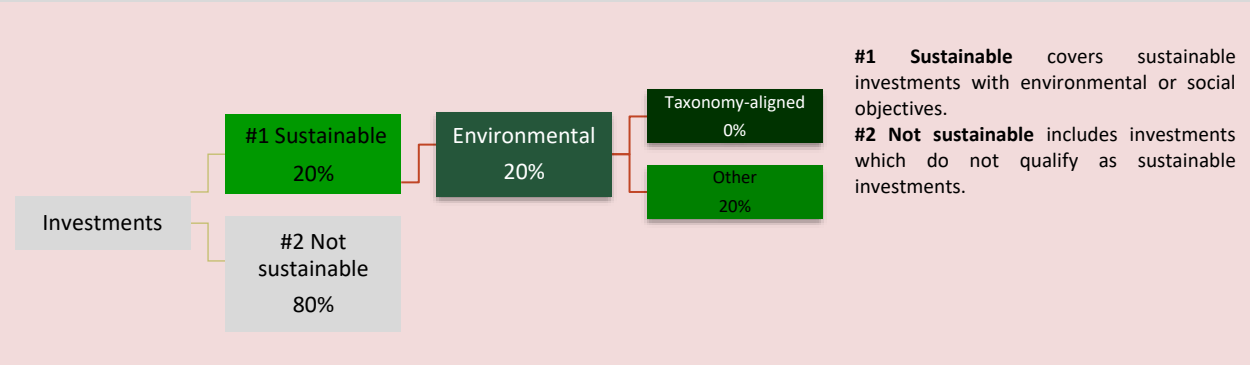 Investments
#1 Sustainable
20%
#2 Not
sustainable
80%
Environmental
20%
Taxonomy-aligned
0%
Other
20%
#1 Sustainable covers sustainable
investments with environmental or social
objectives.
#2 Not sustainable includes investments
which do not qualify as sustainable
investments.